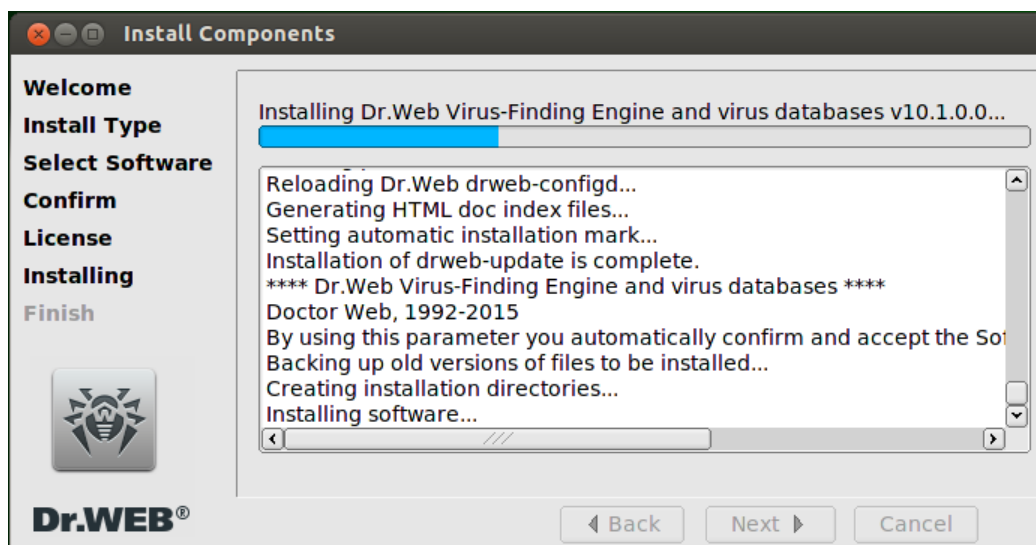 Install Components
Welcome
Install Type
Select Software
Confirm
License
Installing
Finish
Installing Dr.Web Virus-Finding Engine and virus databases v10.1.0.0...
Reloading Dr.Web drweb-configd...
Generating HTML doc index files...
Setting automatic installation mark...
Installation of drweb-update is complete.
**** Dr.Web Virus-Finding Engine and virus databases ****
Doctor Web, 1992-2015
By using this parameter you automatically confirm and accept the
Backing up old versions of files to be installed...
Creating installation directories...
Installing software...
Dr.WEB®
Back
Next
Cancel